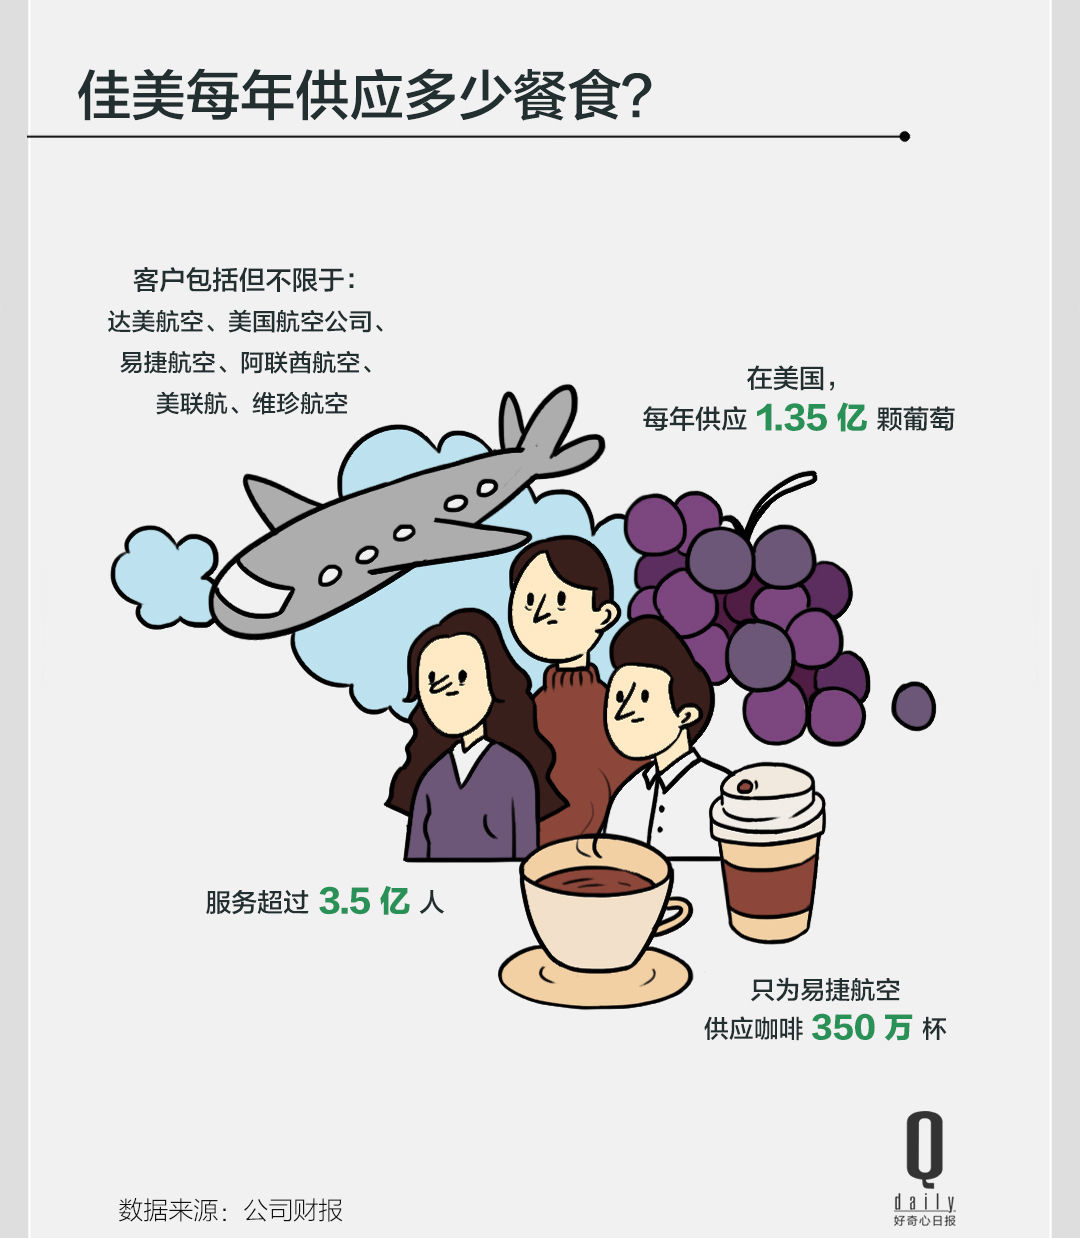 佳美每年供应多少餐食？
客户包括但不限于：
达美航空、美国航空公司、
易捷航空、阿联酋航空、
美联航、维珍航空
在美国，
每年供应 1.35 亿 颗葡萄
服务超过 3.5 亿 人
只为易捷航空
供应咖啡 350 万 杯
Q
daily
好奇心日报
数据来源：公司财报